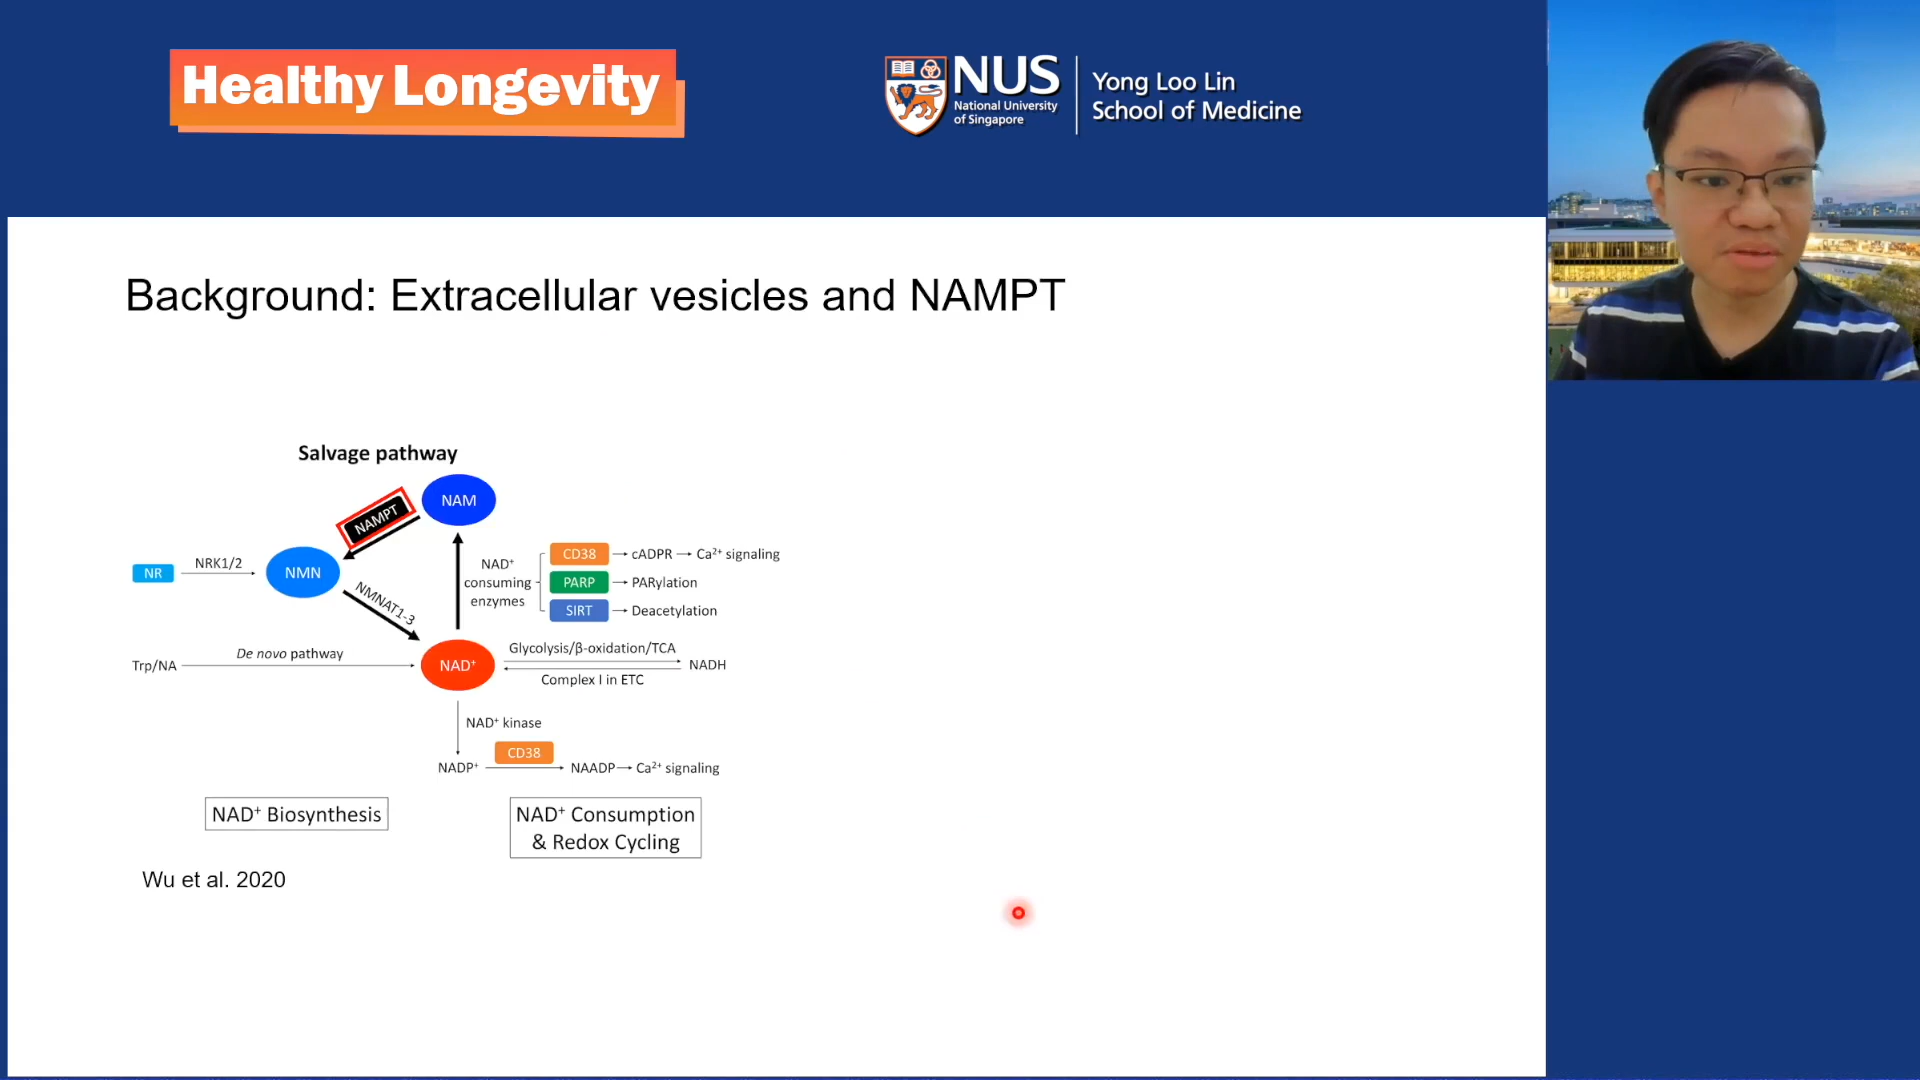 Healthy Longevity
NUS
National University
of Singapore
Yong Loo Lin
School of Medicine
Background: Extracellular vesicles and NAMPT
Salvage pathway
NAM
NAMPT
NR
NRK1/2
NMN
NMNAT1-3
NAD⁺
consuming
enzymes
CD38
cADPR
Ca²⁺ signaling
PARP
PARylation
SIRT
Deacetylation
Trp/NA
De novo pathway
NAD⁺
Glycolysis/β-oxidation/TCA
NADH
Complex I in ETC
NAD⁺ kinase
CD38
NADP⁺
NAADP
Ca²⁺ signaling
NAD⁺ Biosynthesis
NAD⁺ Consumption
& Redox Cycling
Wu et al. 2020